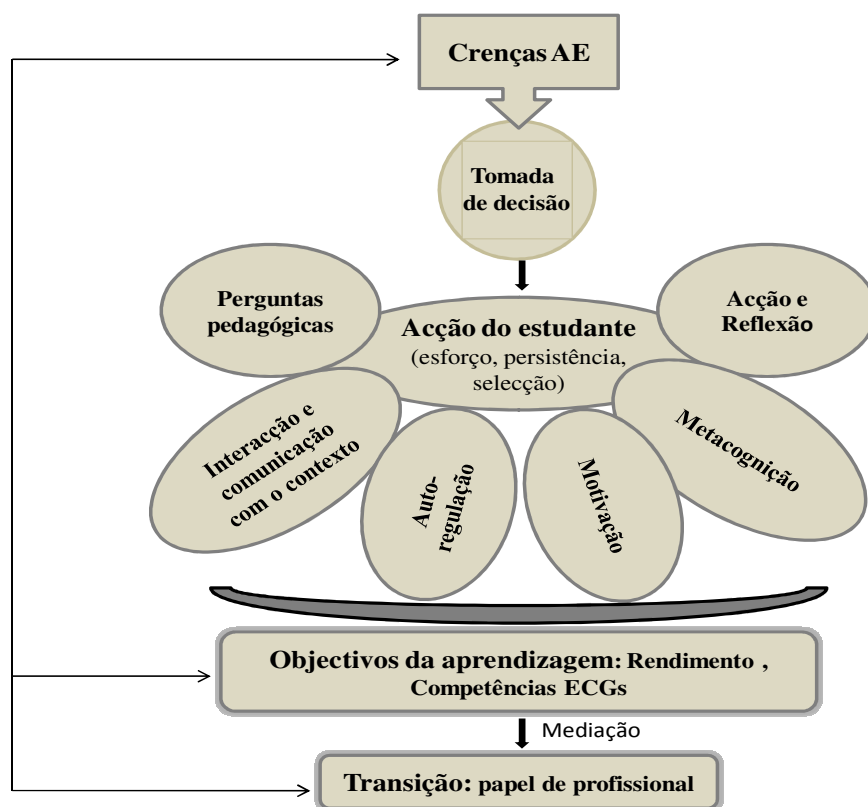 Crenças AE
Tomada
de decisão
Perguntas
pedagógicas
Acção do estudante
(esforço, persistência,
selecção)
Acção e
Reflexão
Interacção e
comunicação
com o contexto
Auto-
regulação
Motivação
Metacognição
Objectivos da aprendizagem: Rendimento ,
Competências ECGs
Mediação
Transição: papel de profissional